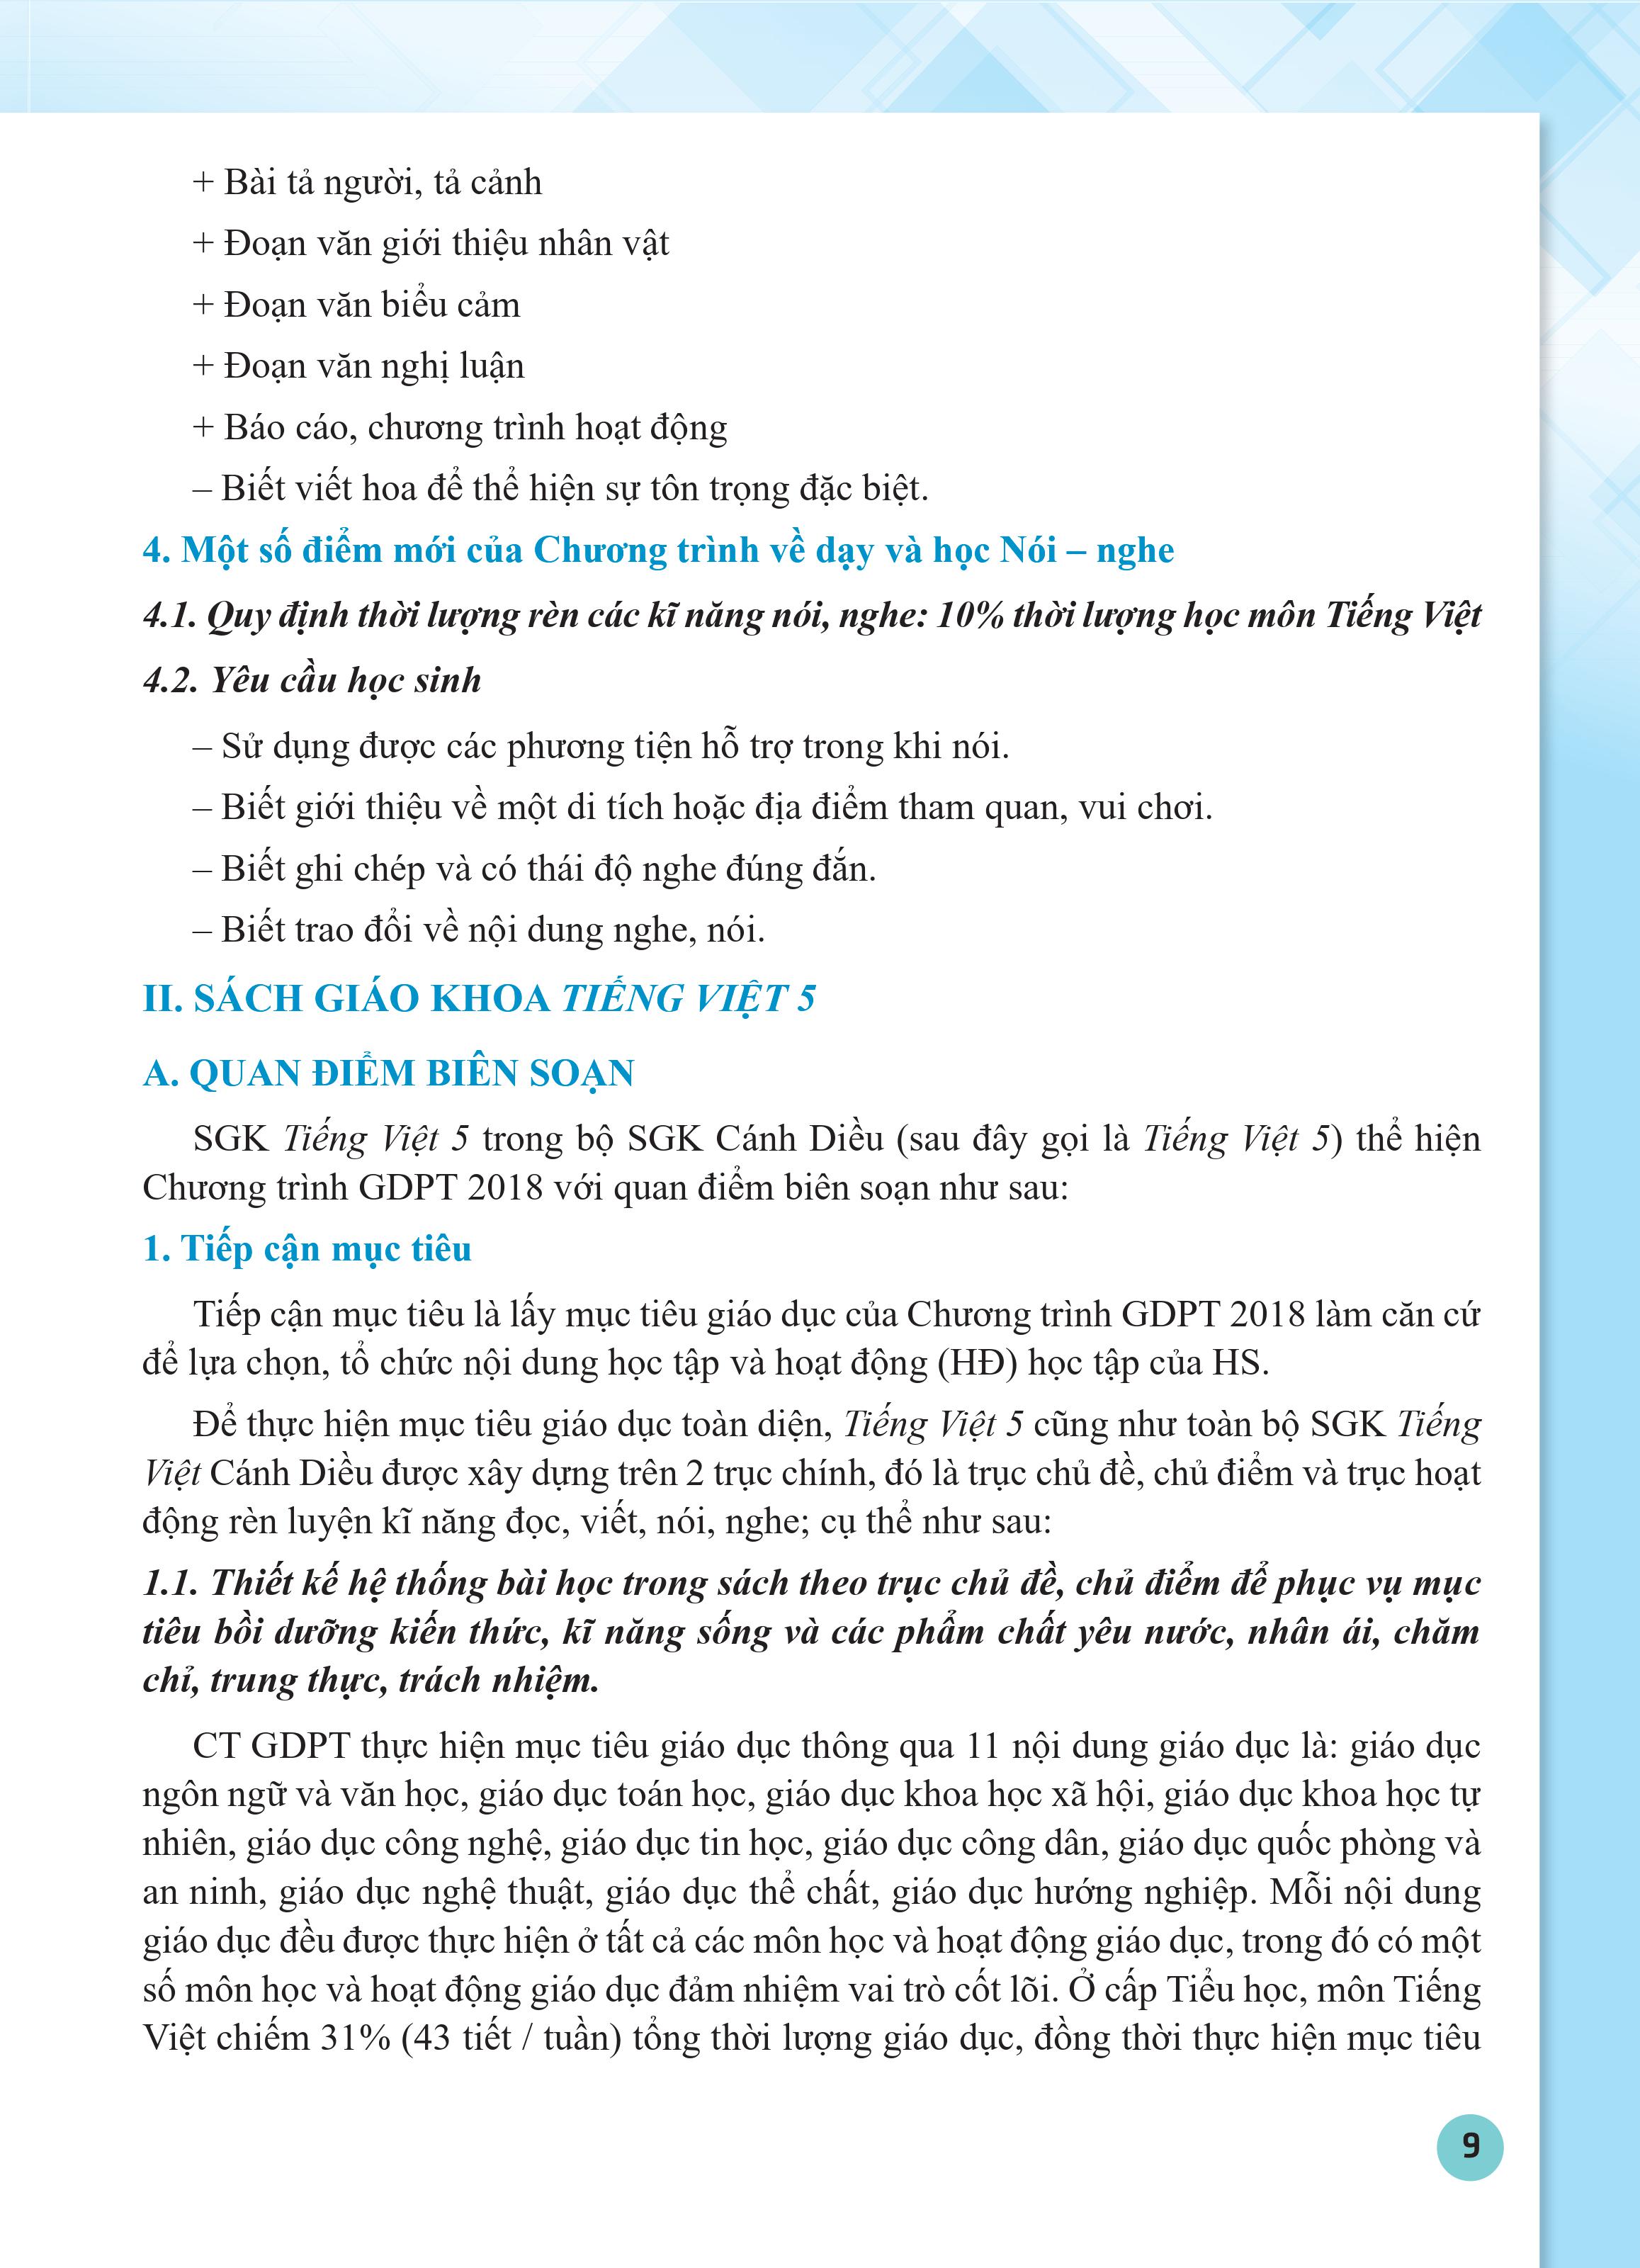 + Bài tả người, tả cảnh
+ Đoạn văn giới thiệu nhân vật
+ Đoạn văn biểu cảm
+ Đoạn văn nghị luận
+ Báo cáo, chương trình hoạt động
– Biết viết hoa để thể hiện sự tôn trọng đặc biệt.
4. Một số điểm mới của Chương trình về dạy và học Nói – nghe
4.1. Quy định thời lượng rèn các kĩ năng nói, nghe: 10% thời lượng học môn Tiếng Việt
4.2. Yêu cầu học sinh
– Sử dụng được các phương tiện hỗ trợ trong khi nói.
– Biết giới thiệu về một di tích hoặc địa điểm tham quan, vui chơi.
– Biết ghi chép và có thái độ nghe đúng đắn.
– Biết trao đổi về nội dung nghe, nói.
II. SÁCH GIÁO KHOA TIẾNG VIỆT 5
A. QUAN ĐIỂM BIÊN SOẠN
SGK Tiếng Việt 5 trong bộ SGK Cánh Diều (sau đây gọi là Tiếng Việt 5) thể hiện
Chương trình GDPT 2018 với quan điểm biên soạn như sau:
1. Tiếp cận mục tiêu
Tiếp cận mục tiêu là lấy mục tiêu giáo dục của Chương trình GDPT 2018 làm căn cứ
để lựa chọn, tổ chức nội dung học tập và hoạt động (HĐ) học tập của HS.
Để thực hiện mục tiêu giáo dục toàn diện, Tiếng Việt 5 cũng như toàn bộ SGK Tiếng
Việt Cánh Diều được xây dựng trên 2 trục chính, đó là trục chủ đề, chủ điểm và trục hoạt
động rèn luyện kĩ năng đọc, viết, nói, nghe; cụ thể như sau:
1.1. Thiết kế hệ thống bài học trong sách theo trục chủ đề, chủ điểm để phục vụ mục
tiêu bồi dưỡng kiến thức, kĩ năng sống và các phẩm chất yêu nước, nhân ái, chăm
chỉ, trung thực, trách nhiệm.
CT GDPT thực hiện mục tiêu giáo dục thông qua 11 nội dung giáo dục là: giáo dục
ngôn ngữ và văn học, giáo dục toán học, giáo dục khoa học xã hội, giáo dục khoa học tự
nhiên, giáo dục công nghệ, giáo dục tin học, giáo dục công dân, giáo dục quốc phòng và
an ninh, giáo dục nghệ thuật, giáo dục thể chất, giáo dục hướng nghiệp. Mỗi nội dung
giáo dục đều được thực hiện ở tất cả các môn học và hoạt động giáo dục, trong đó có một
số môn học và hoạt động giáo dục đảm nhiệm vai trò cốt lõi. Ở cấp Tiểu học, môn Tiếng
Việt chiếm 31% (43 tiết / tuần) tổng thời lượng giáo dục, đồng thời thực hiện mục tiêu
9